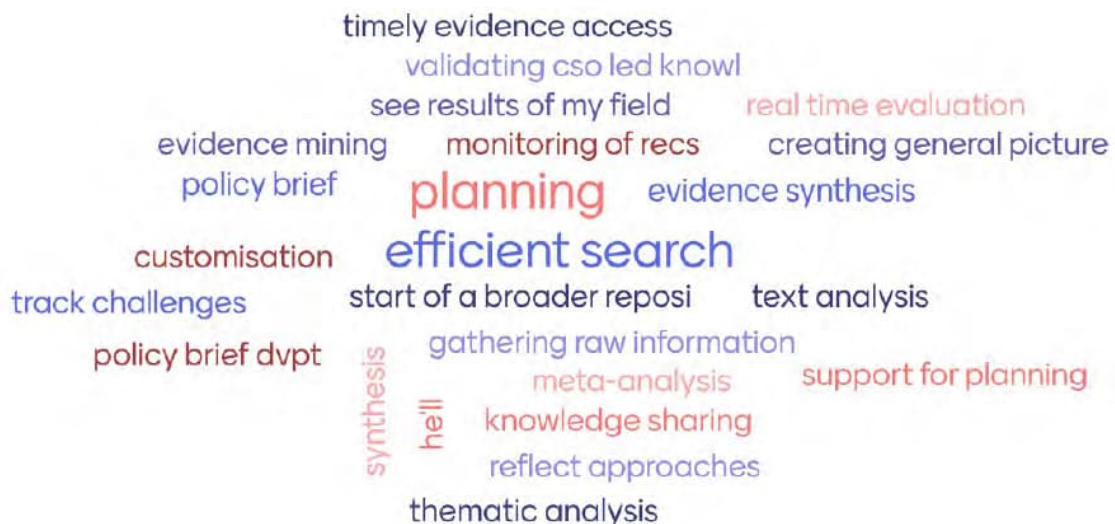 timely evidence access
validating cso led knowl
see results of my field
real time evaluation
evidence mining
monitoring of recs
creating general picture
policy brief
planning
evidence synthesis
efficient search
customisation
track challenges
start of a broader reposi
text analysis
policy brief dvpt
gathering raw information
synthesis
he'll
meta-analysis
support for planning
knowledge sharing
reflect approaches
thematic analysis